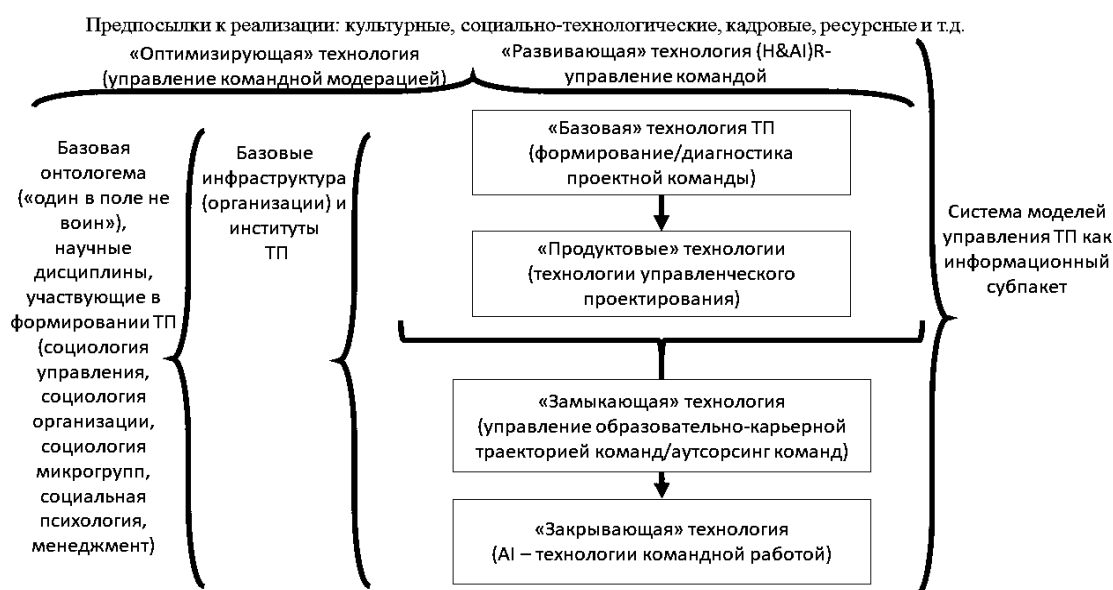 Предпосылки к реализации: культурные, социально-технологические, кадровые, ресурсные и т.д.
«Оптимизирующая» технология
(управление командной модерацией)
«Развивающая» технология (H&AI)R-
управление командой
Базовая
онтологема
(«один в поле не
воин»),
научные
дисциплины,
участвующие в
формировании ТП
(социология
управления,
социология
организации,
социология
микрогрупп,
социальная
психология,
менеджмент)
Базовые
инфраструктура
(организации) и
институты
ТП
«Базовая» технология ТП
(формирование/диагностика
проектной команды)
«Продуктовые» технологии
(технологии управленческого
проектирования)
«Замыкающая» технология
(управление образовательно-карьерной
траекторией команд/аутсорсинг команд)
«Закрывающая» технология
(AI – технологии командной работой)
Система моделей
управления ТП как
информационный
субпакет